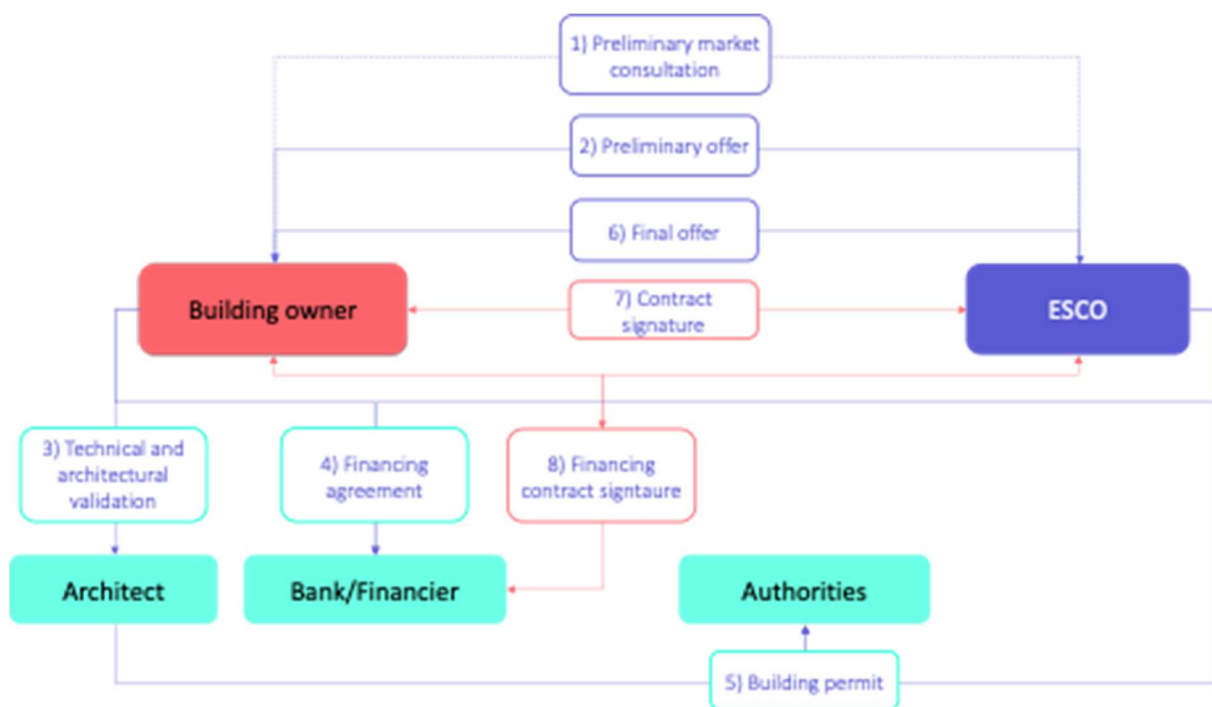 1) Preliminary market
consultation
2) Preliminary offer
6) Final offer
Building owner
7) Contract
signature
ESCO
3) Technical and
architectural
validation
4) Financing
agreement
8) Financing
contract signtaure
Architect
Bank/Financier
Authorities
5) Building permit